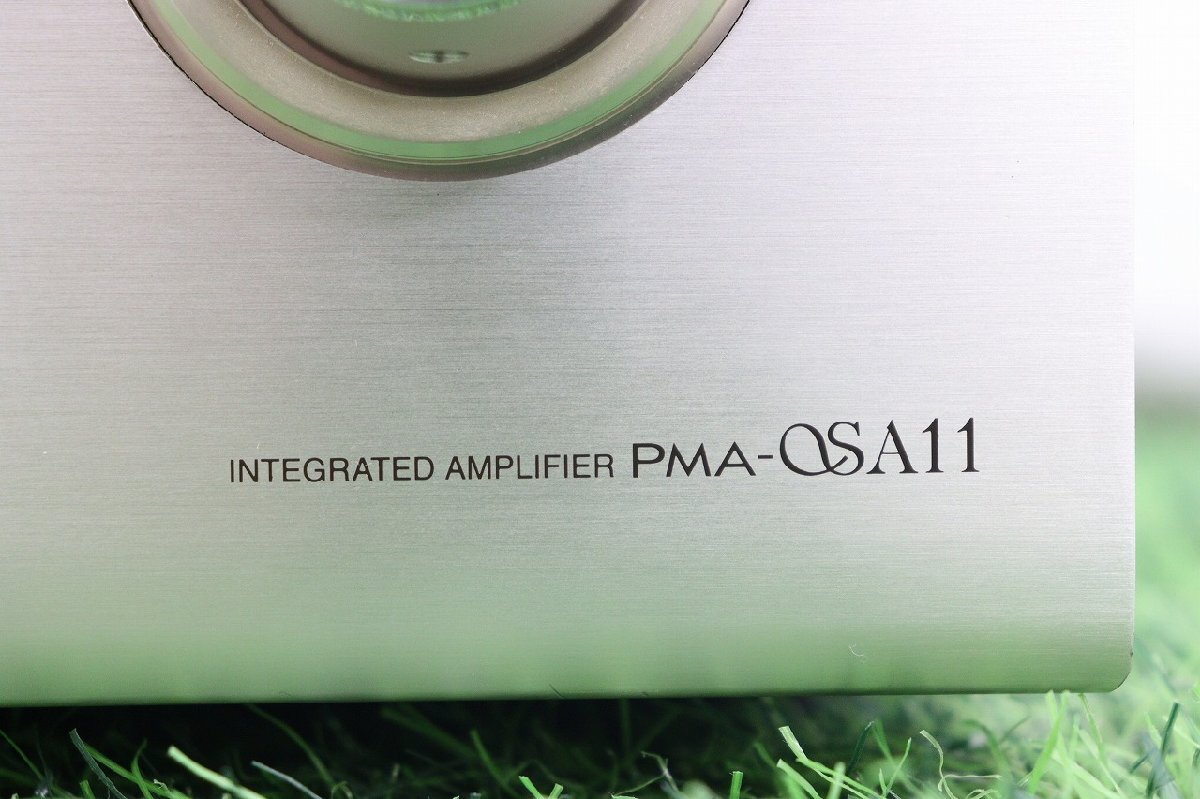 INTEGRATED AMPLIFIER PMA-SA11